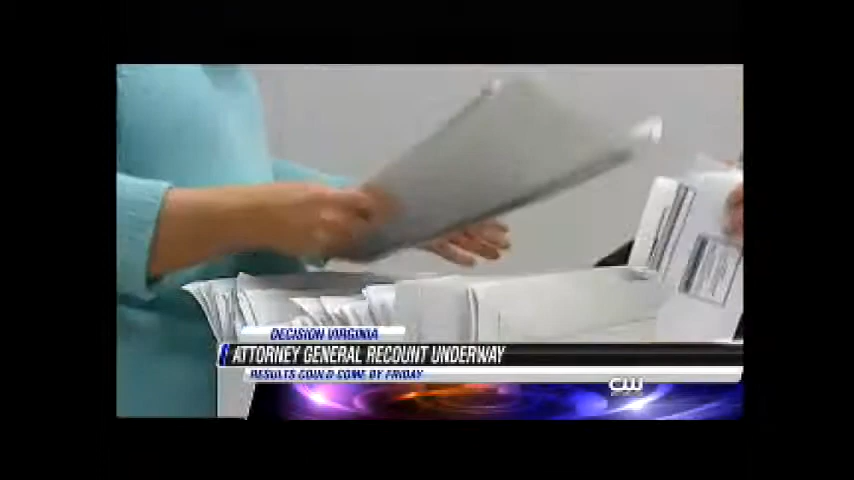 DECISION VIRGINIA
ATTORNEY GENERAL RECOUNT UNDERWAY
RESULTS COULD COME BY FRIDAY
CW